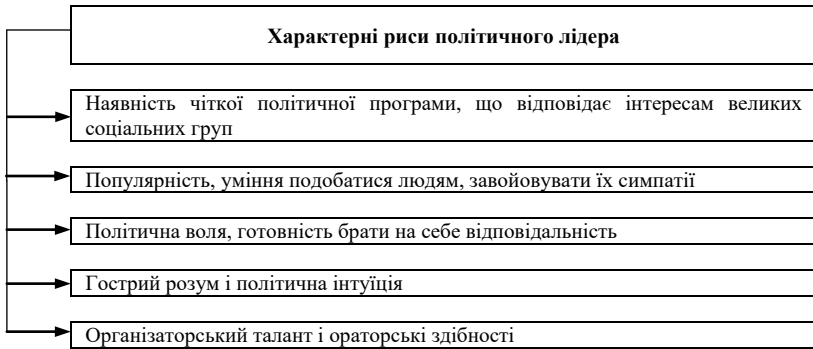 Характерні риси політичного лідера
Наявність чіткої політичної програми, що відповідає інтересам великих
соціальних груп
Популярність, уміння подобатися людям, завойовувати їх симпатії
Політична воля, готовність брати на себе відповідальність
Гострий розум і політична інтуїція
Організаторський талант і ораторські здібності